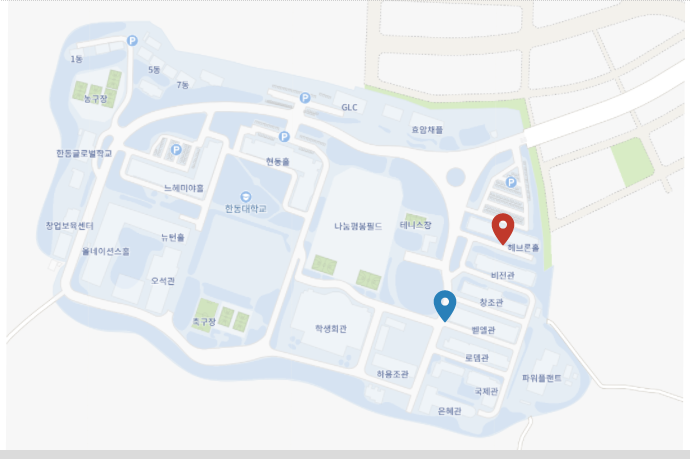 P
1동
5동
7동
농구장
P
GLC
효암채플
P
현동홀
P
한동글로벌학교
느헤미야홀
P
한동대학교
창업보육센터
올네이션스홀
뉴턴홀
나눔평봉필드
테니스장
헤브론홀
오석관
비전관
창조관
축구장
학생회관
벧엘관
로뎀관
허용조관
파워플랜트
국제관
은혜관